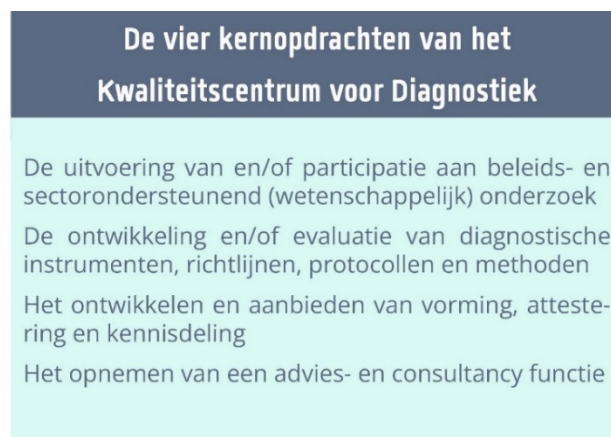 De vier kernopdrachten van het
Kwaliteitscentrum voor Diagnostiek
De uitvoering van en/of participatie aan beleids- en
sectorondersteunend (wetenschappelijk) onderzoek
De ontwikkeling en/of evaluatie van diagnostische
instrumenten, richtlijnen, protocollen en methoden
Het ontwikkelen en aanbieden van vorming, atteste-
ring en kennisdeling
Het opnemen van een advies- en consultancy functie